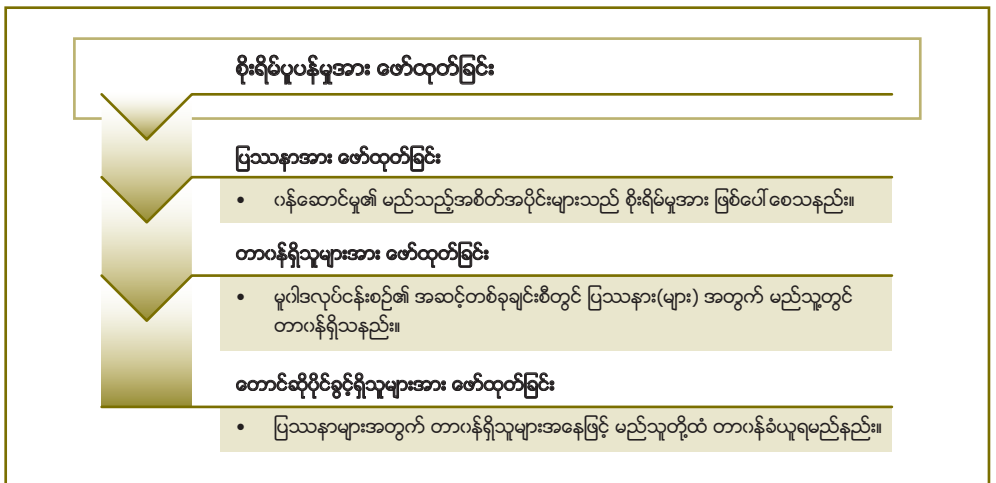 စိုးရိမ်ပူပန်မှုအား ဖော်ထုတ်ခြင်း
ပြဿနာအား ဖော်ထုတ်ခြင်း
• ဝန်ဆောင်မှု၏ မည်သည့်အစိတ်အပိုင်းများသည် စိုးရိမ်မှုအား ဖြစ်ပေါ်စေသနည်း။
တာဝန်ရှိသူများအား ဖော်ထုတ်ခြင်း
• မူဝါဒလုပ်ငန်းစဉ်၏ အဆင့်တစ်ခုချင်းစီတွင် ပြဿနား(များ) အတွက် မည်သူ့တွင်
တာဝန်ရှိသနည်း။
တောင်ဆိုပိုင်ခွင့်ရှိသူများအား ဖော်ထုတ်ခြင်း
• ပြဿနာများအတွက် တာဝန်ရှိသူများအနေဖြင့် မည်သူတို့ထံ တာဝန်ခံယူရမည်နည်း။